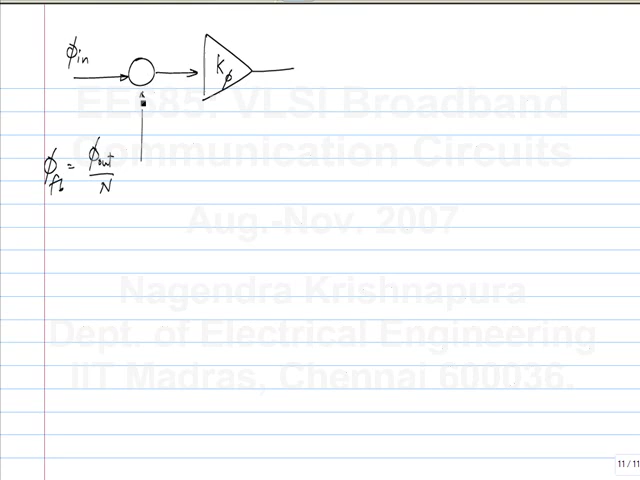 ϕin
Kϕ
ϕfb = ϕout/N
EE685: VLSI Broadband
Communication Circuits
Aug.-Nov. 2007
Nagendra Krishnapura
Dept. of Electrical Engineering
IIT Madras, Chennai 600036.
11 / 11